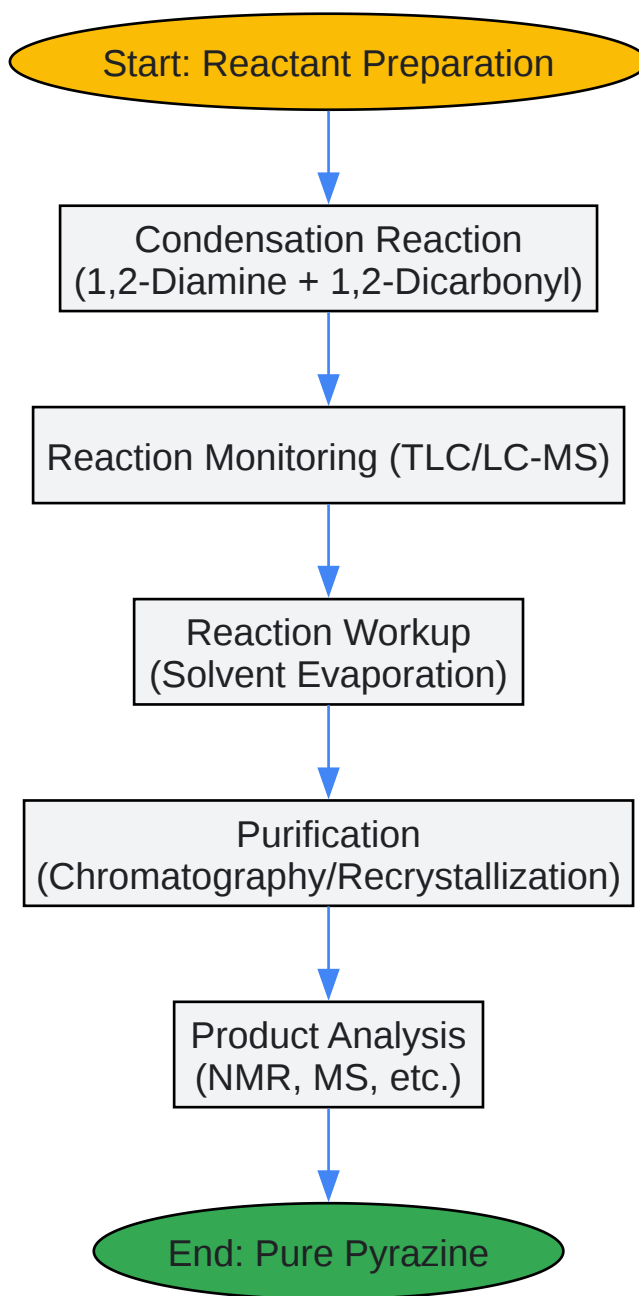 Start: Reactant Preparation
Condensation Reaction
(1,2-Diamine + 1,2-Dicarbonyl)
Reaction Monitoring (TLC/LC-MS)
Reaction Workup
(Solvent Evaporation)
Purification
(Chromatography/Recrystallization)
Product Analysis
(NMR, MS, etc.)
End: Pure Pyrazine